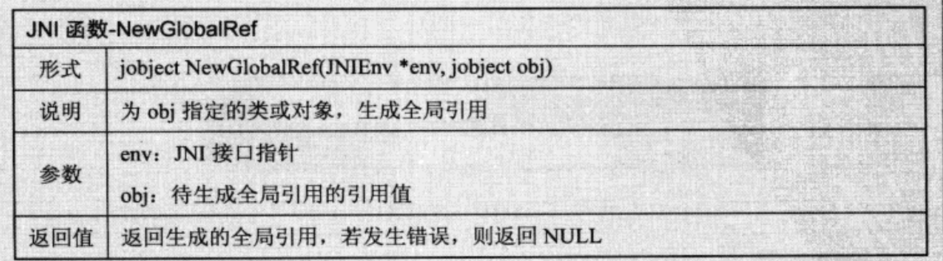 JNI 函数-NewGlobalRef
形式 jobject NewGlobalRef(JNIEnv *env, jobject obj)
说明 为 obj 指定的类或对象，生成全局引用
参数 env：JNI 接口指针
obj：待生成全局引用的引用值
返回值 返回生成的全局引用，若发生错误，则返回 NULL